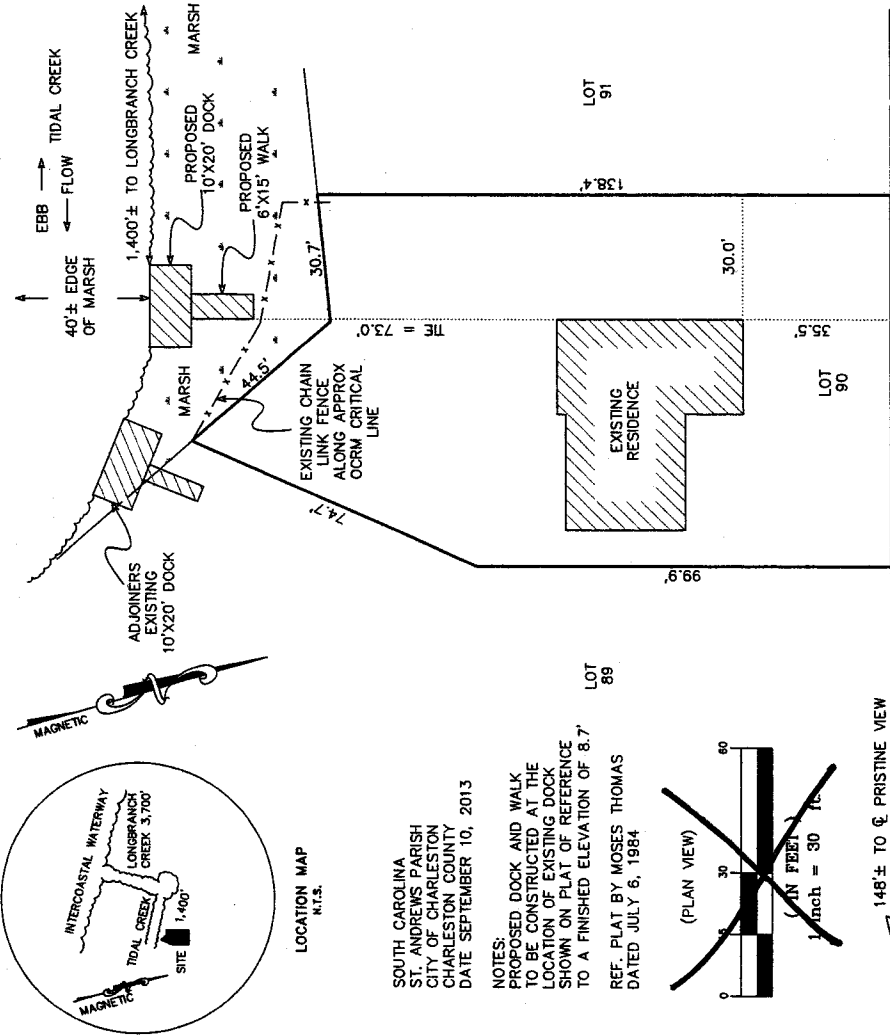 EBB
FLOW
TIDAL CREEK
1,400'± TO LONGBRANCH CREEK
40'± EDGE
OF MARSH
PROPOSED
10'X20' DOCK
MARSH
PROPOSED
6'X15' WALK
MARSH
ADJOINERS
EXISTING
10'X20' DOCK
44.5'
30.7'
EXISTING CHAIN
LINK FENCE
ALONG APPROX
OCRM CRITICAL
LINE
74.7'
TIE = 73.0'
138.4'
LOT
91
30.0'
EXISTING
RESIDENCE
35.5'
LOT
90
99.9'
LOT
89
MAGNETIC
INTERCOASTAL WATERWAY
LONGBRANCH
CREEK 3,700'
TIDAL CREEK
1,400'
SITE
MAGNETIC
LOCATION MAP
N.T.S.
SOUTH CAROLINA
ST. ANDREWS PARISH
CITY OF CHARLESTON
CHARLESTON COUNTY
DATE SEPTEMBER 10, 2013
NOTES:
PROPOSED DOCK AND WALK
TO BE CONSTRUCTED AT THE
LOCATION OF EXISTING DOCK
SHOWN ON PLAT OF REFERENCE
TO A FINISHED ELEVATION OF 8.7'
REF. PLAT BY MOSES THOMAS
DATED JULY 6, 1984
(PLAN VIEW)
0 15 30 60
( IN FEET )
1 inch = 30 ft.
148'± TO ℄ PRISTINE VIEW